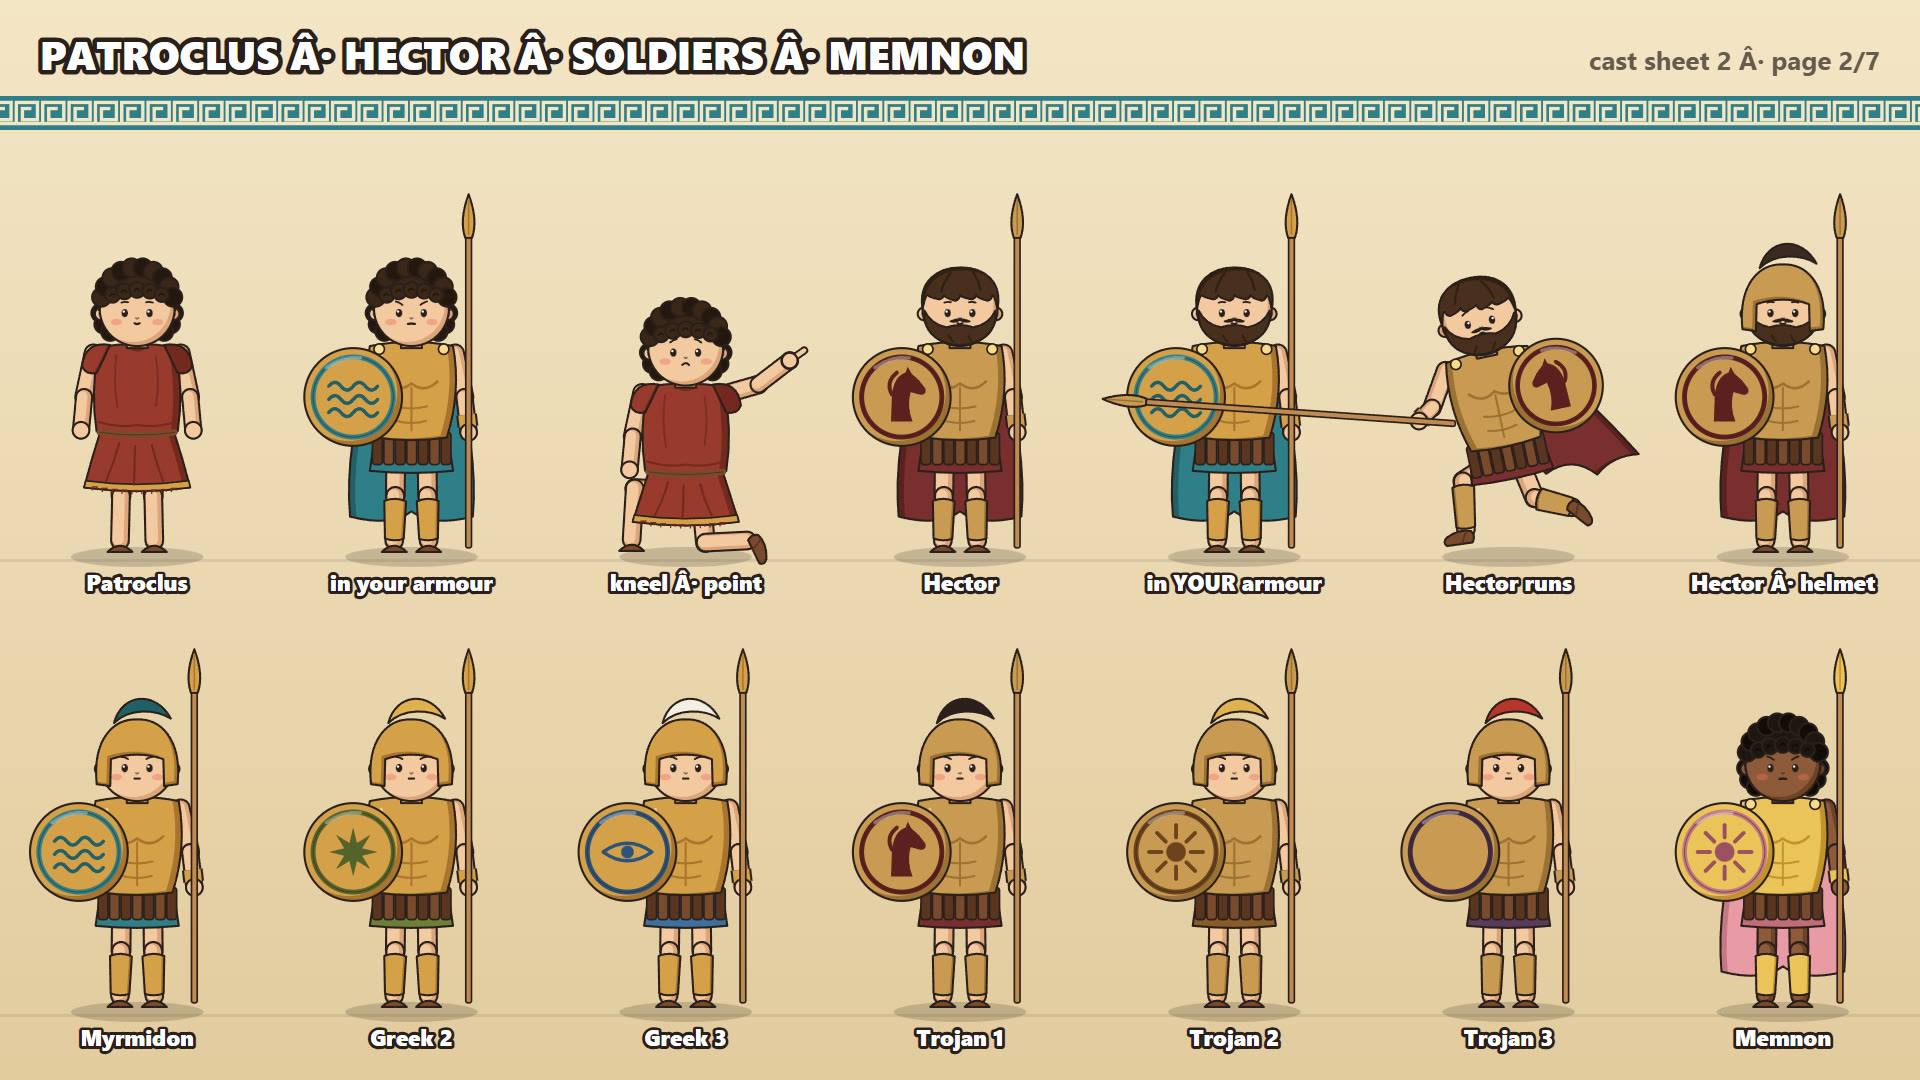 PATROCLUS Â· HECTOR Â· SOLDIERS Â· MEMNON
cast sheet 2 Â· page 2/7
Patroclus
in your armour
kneel Â· point
Hector
in YOUR armour
Hector runs
Hector Â· helmet
Myrmidon
Greek 2
Greek 3
Trojan 1
Trojan 2
Trojan 3
Memnon